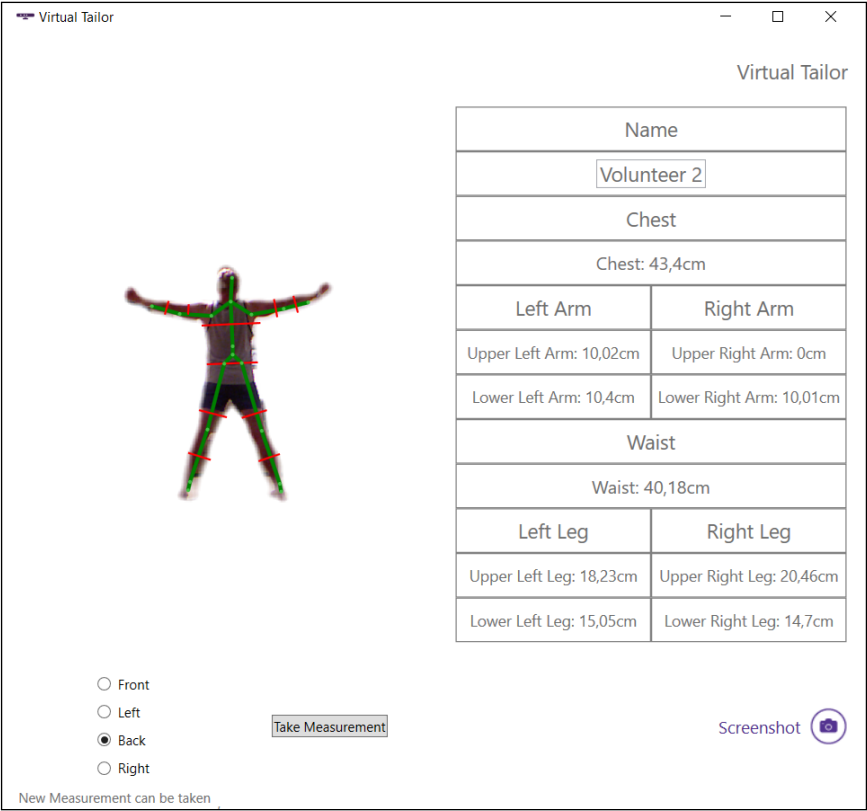 Virtual Tailor
Virtual Tailor
Name
Volunteer 2
Chest
Chest: 43,4cm
Left Arm Right Arm
Upper Left Arm: 10,02cm Upper Right Arm: 0cm
Lower Left Arm: 10,4cm Lower Right Arm: 10,01cm
Waist
Waist: 40,18cm
Left Leg Right Leg
Upper Left Leg: 18,23cm Upper Right Leg: 20,46cm
Lower Left Leg: 15,05cm Lower Right Leg: 14,7cm
Front
Left
Back
Right
Take Measurement
Screenshot
New Measurement can be taken